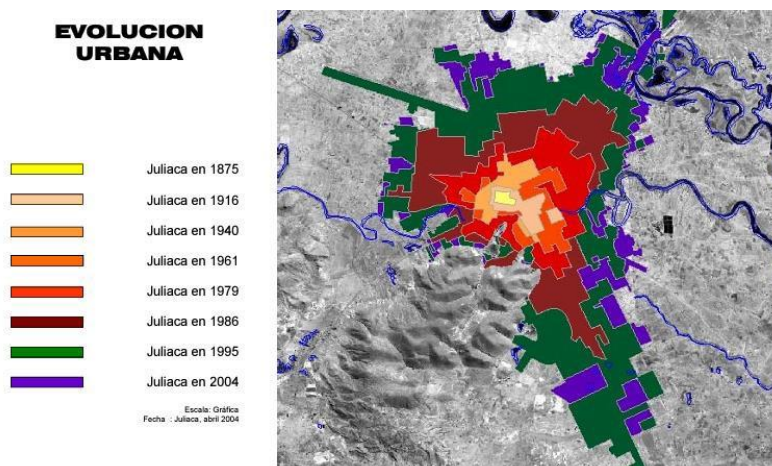 EVOLUCION
URBANA
Juliaca en 1875
Juliaca en 1916
Juliaca en 1940
Juliaca en 1961
Juliaca en 1979
Juliaca en 1986
Juliaca en 1995
Juliaca en 2004
Escala: Gráfica
Fecha : Juliaca, abril 2004